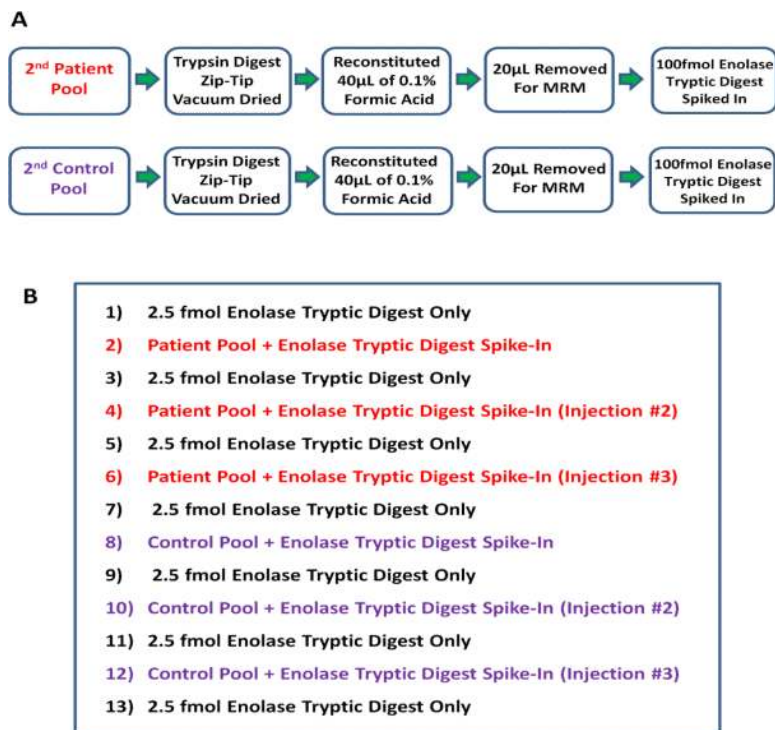 A
2nd Patient
Pool
Trypsin Digest
Zip-Tip
Vacuum Dried
Reconstituted
40µL of 0.1%
Formic Acid
20µL Removed
For MRM
100fmol Enolase
Tryptic Digest
Spiked In
2nd Control
Pool
Trypsin Digest
Zip-Tip
Vacuum Dried
Reconstituted
40µL of 0.1%
Formic Acid
20µL Removed
For MRM
100fmol Enolase
Tryptic Digest
Spiked In
B
1) 2.5 fmol Enolase Tryptic Digest Only
2) Patient Pool + Enolase Tryptic Digest Spike-In
3) 2.5 fmol Enolase Tryptic Digest Only
4) Patient Pool + Enolase Tryptic Digest Spike-In (Injection #2)
5) 2.5 fmol Enolase Tryptic Digest Only
6) Patient Pool + Enolase Tryptic Digest Spike-In (Injection #3)
7) 2.5 fmol Enolase Tryptic Digest Only
8) Control Pool + Enolase Tryptic Digest Spike-In
9) 2.5 fmol Enolase Tryptic Digest Only
10) Control Pool + Enolase Tryptic Digest Spike-In (Injection #2)
11) 2.5 fmol Enolase Tryptic Digest Only
12) Control Pool + Enolase Tryptic Digest Spike-In (Injection #3)
13) 2.5 fmol Enolase Tryptic Digest Only